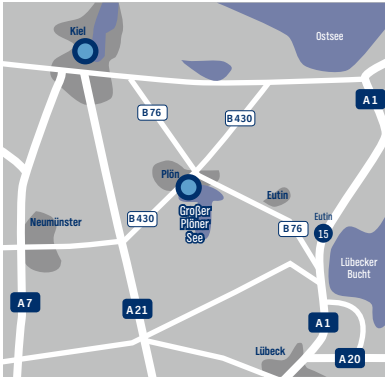 Kiel
Ostsee
A1
B76
B430
Plön
Eutin
Großer
Plöner
See
Eutin
B430
Neumünster
B76
15
Lübecker
Bucht
A7
A21
A1
Lübeck
A20